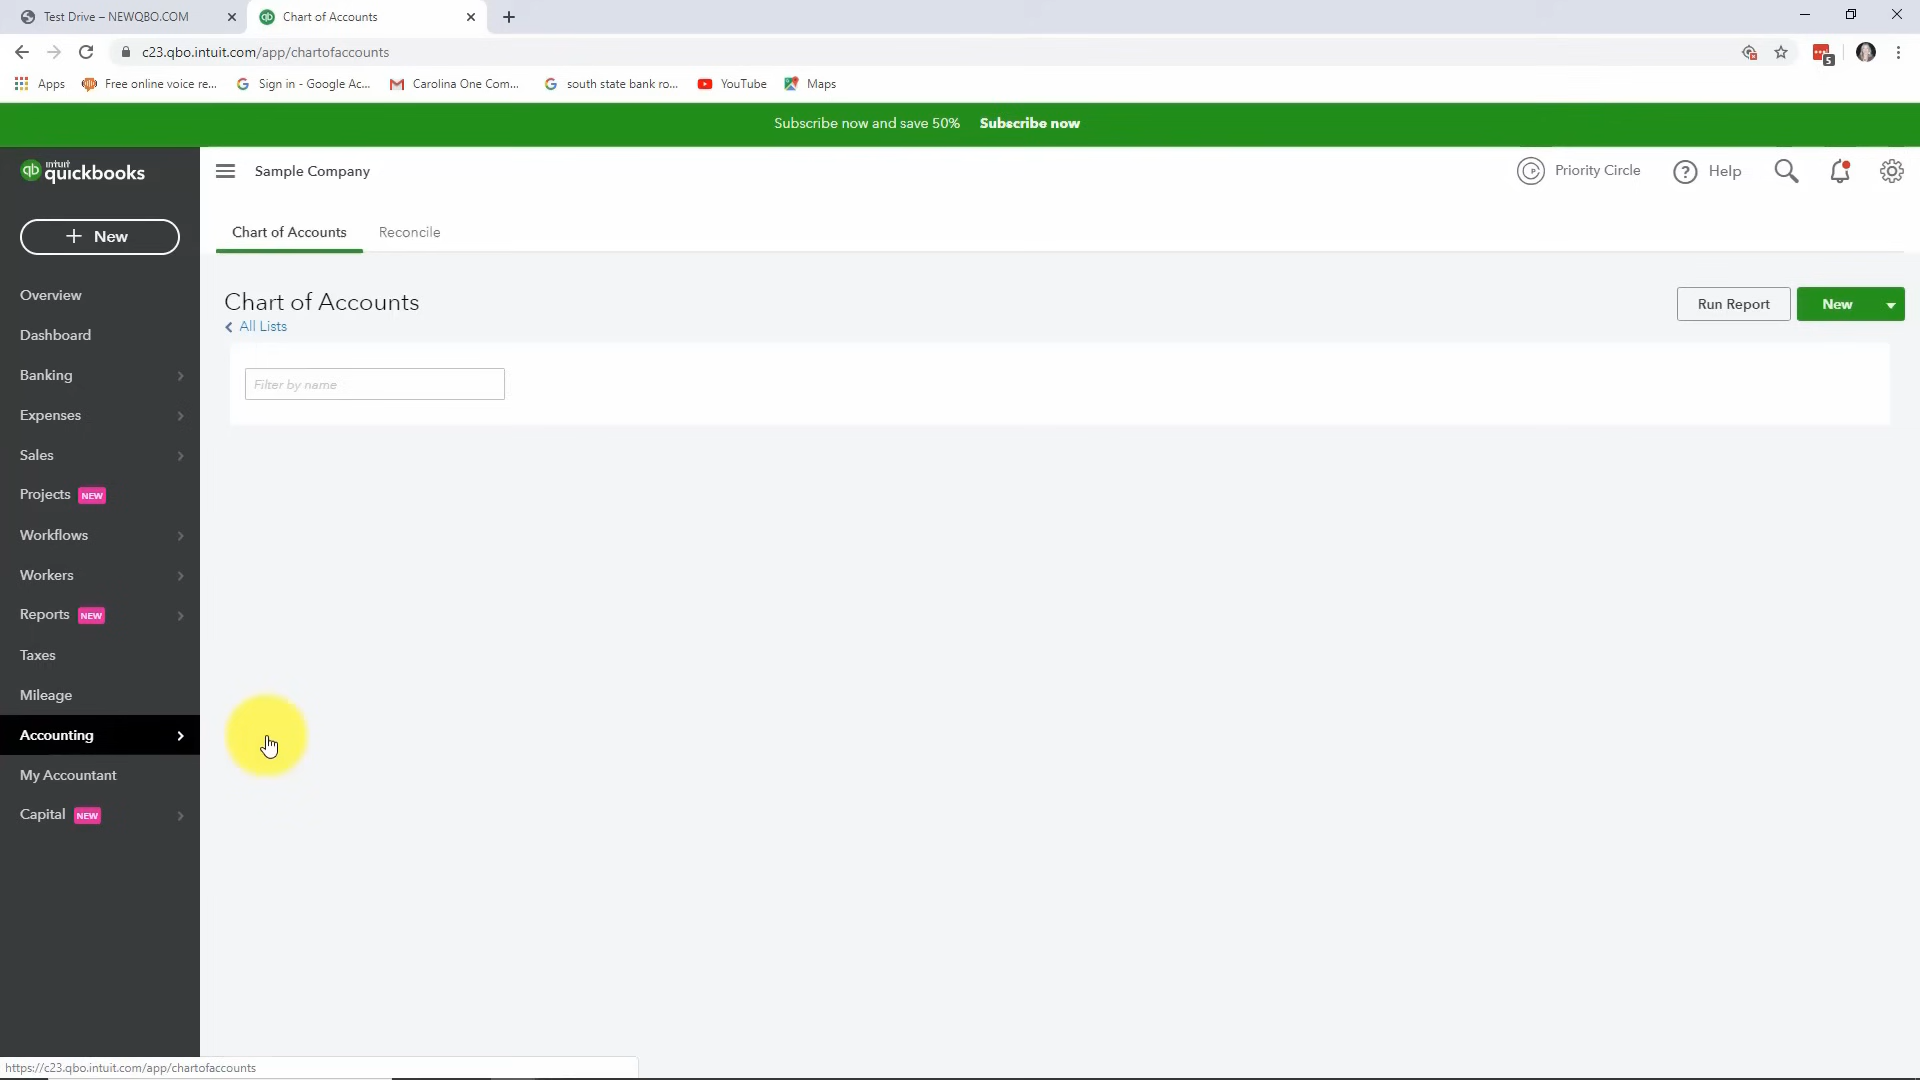 Test Drive – NEWQBO.COM
Chart of Accounts
c23.qbo.intuit.com/app/chartofaccounts
5
Apps
Free online voice re...
Sign in - Google Ac...
Carolina One Com...
south state bank ro...
YouTube
Maps
Subscribe now and save 50% Subscribe now
intuit
quickbooks
qb
Sample Company
Priority Circle
Help
+ New
Chart of Accounts
Reconcile
Overview
Chart of Accounts
Run Report
New
All Lists
Dashboard
Banking
Filter by name
Expenses
Sales
Projects NEW
Workflows
Workers
Reports NEW
Taxes
Mileage
Accounting
My Accountant
Capital NEW
https://c23.qbo.intuit.com/app/chartofaccounts